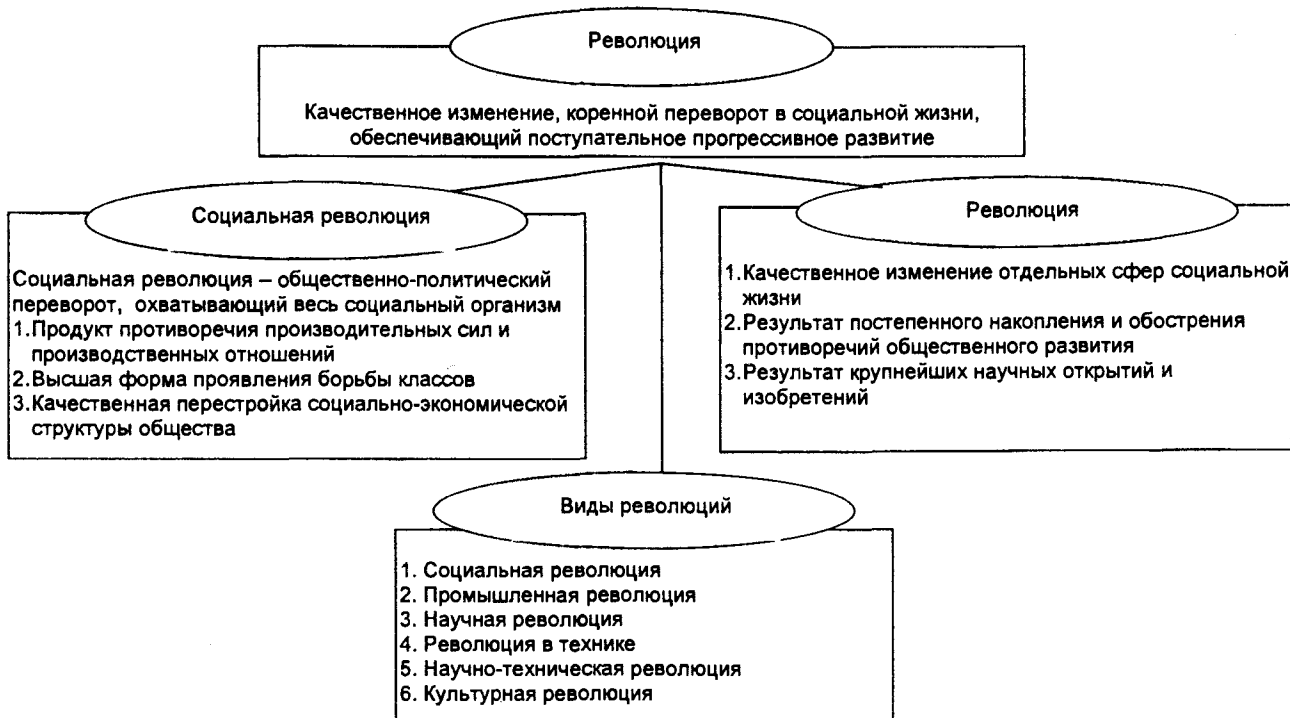 Революция
Качественное изменение, коренной переворот в социальной жизни,
обеспечивающий поступательное прогрессивное развитие
Социальная революция
Социальная революция – общественно-политический
переворот, охватывающий весь социальный организм
1.Продукт противоречия производительных сил и
производственных отношений
2.Высшая форма проявления борьбы классов
3.Качественная перестройка социально-экономической
структуры общества
Революция
1.Качественное изменение отдельных сфер социальной
жизни
2.Результат постепенного накопления и обострения
противоречий общественного развития
3.Результат крупнейших научных открытий и
изобретений
Виды революций
1. Социальная революция
2. Промышленная революция
3. Научная революция
4. Революция в технике
5. Научно-техническая революция
6. Культурная революция